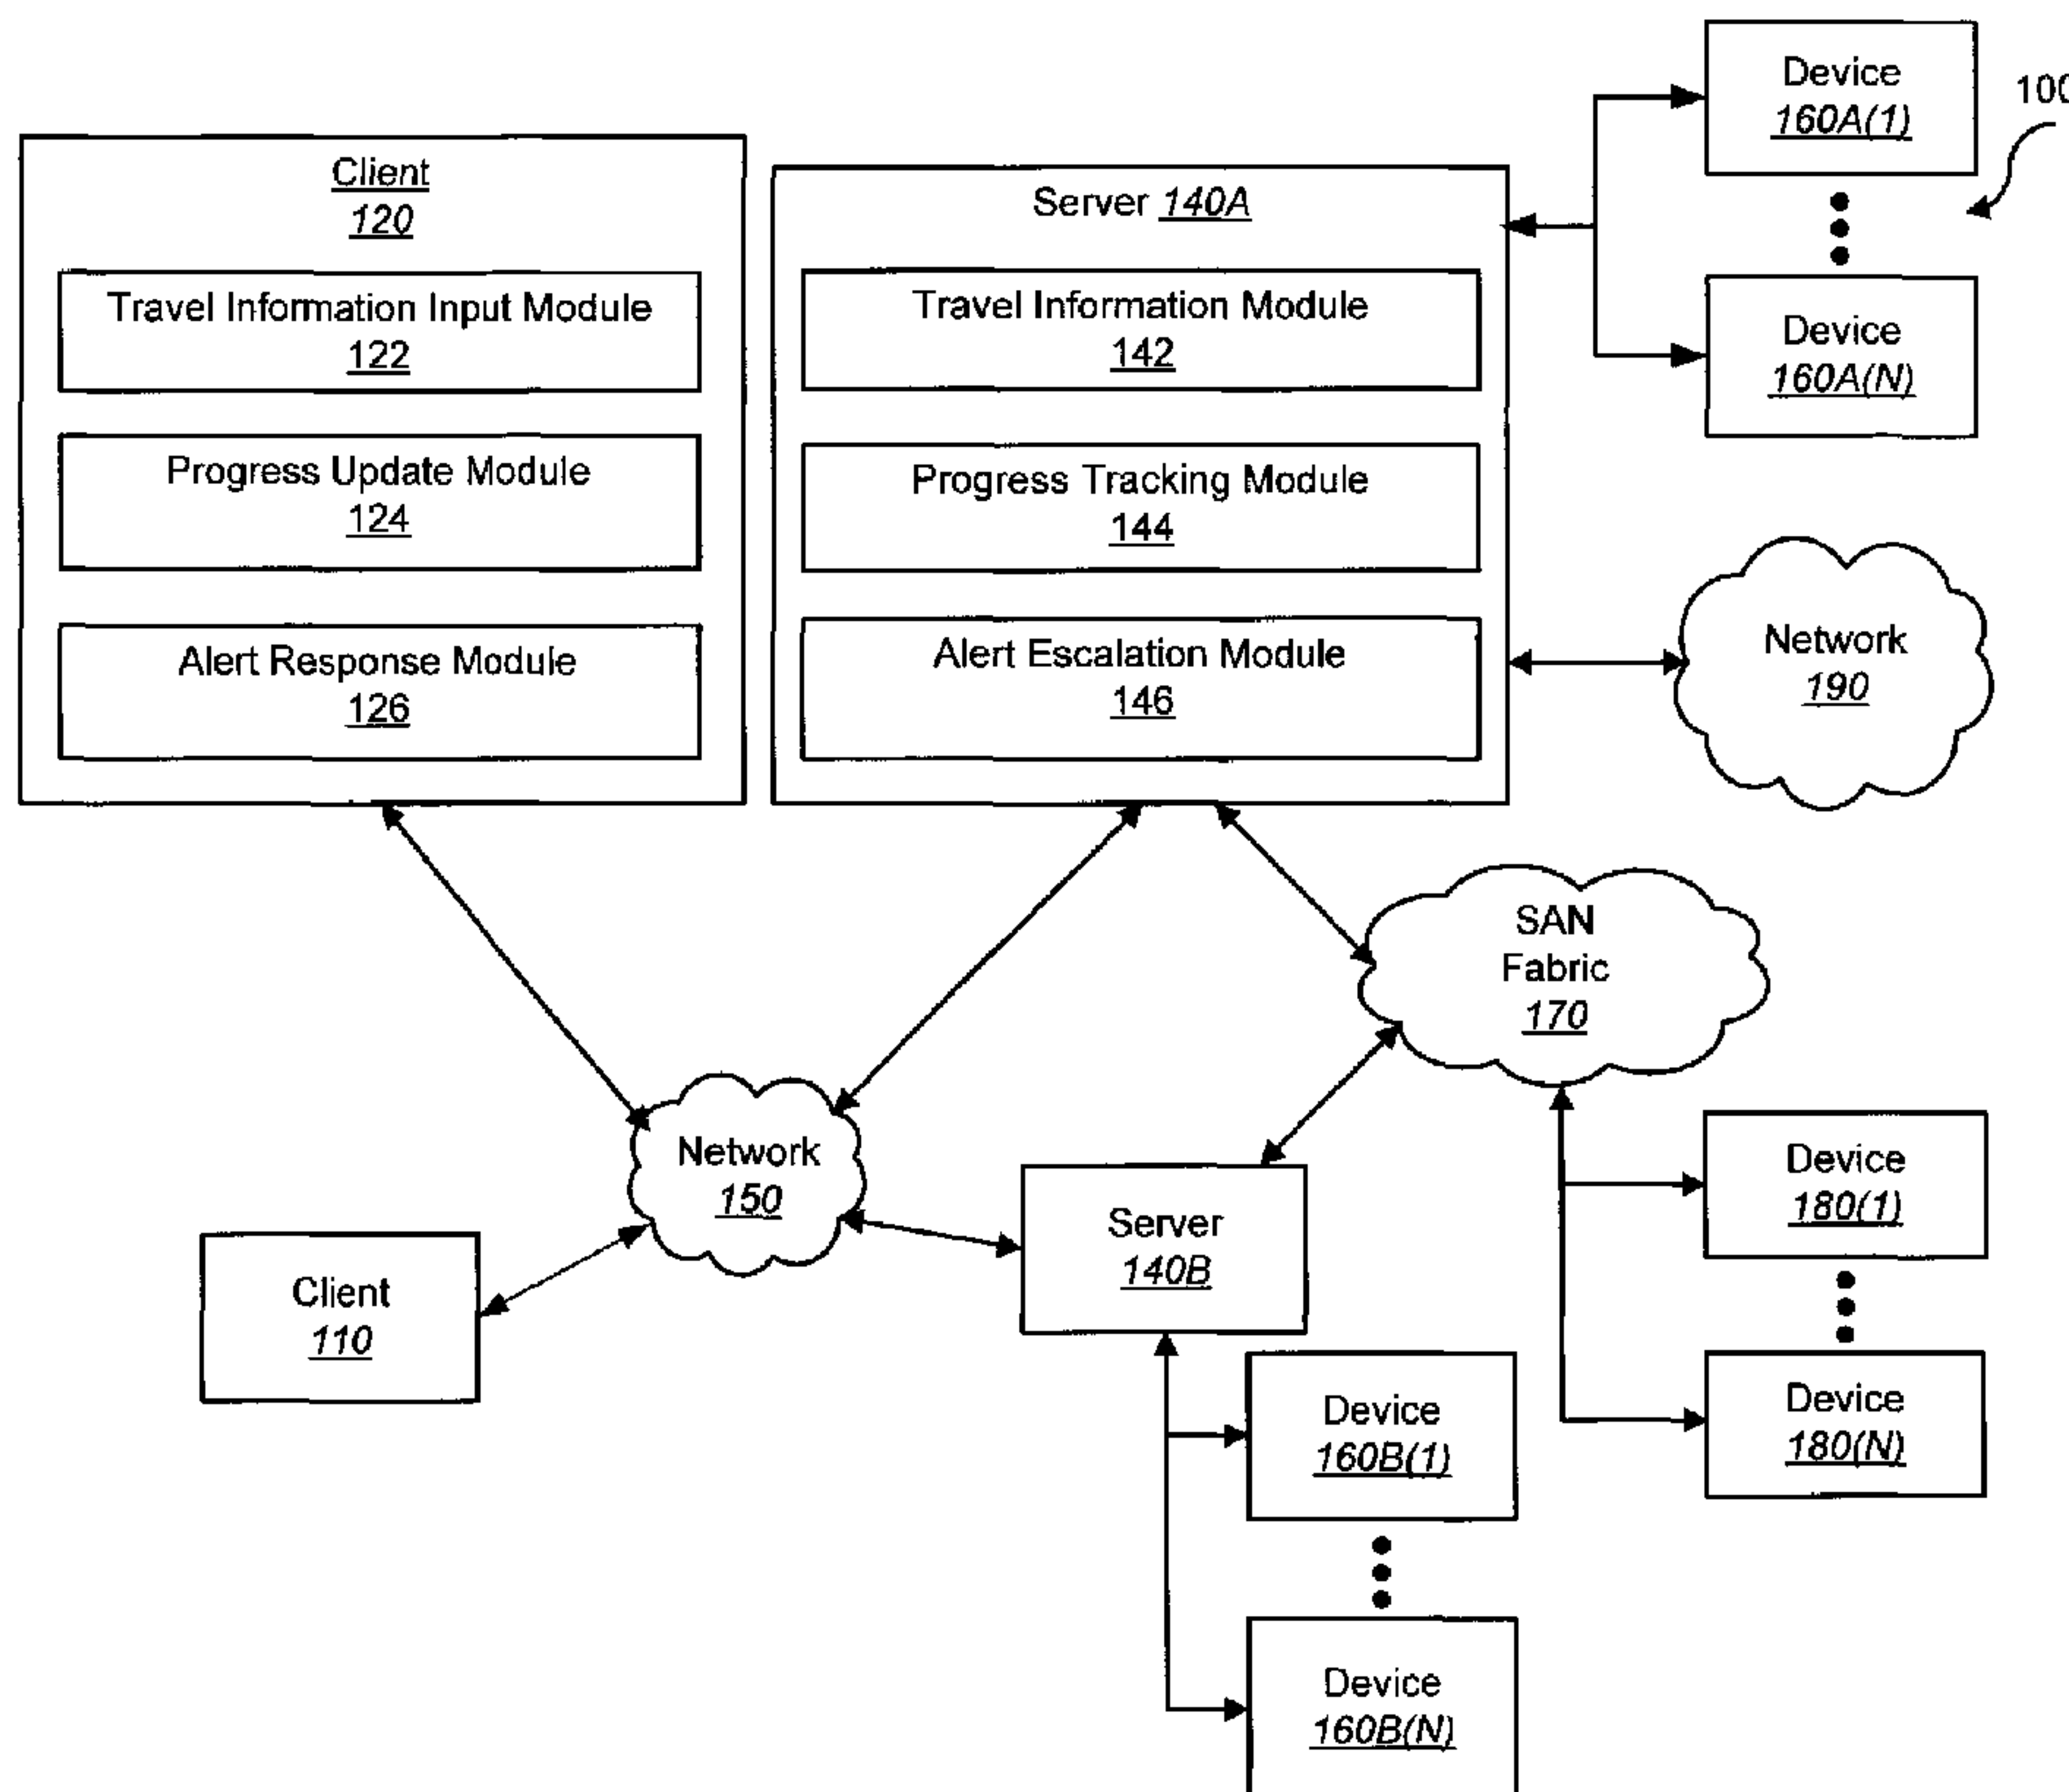 Device
160A(1)
100
Client
120
Server 140A
Travel Information Input Module
122
Travel Information Module
142
Device
160A(N)
Progress Update Module
124
Progress Tracking Module
144
Alert Response Module
126
Alert Escalation Module
146
Network
190
SAN
Fabric
170
Network
150
Server
140B
Device
180(1)
Client
110
Device
180(N)
Device
160B(1)
Device
160B(N)